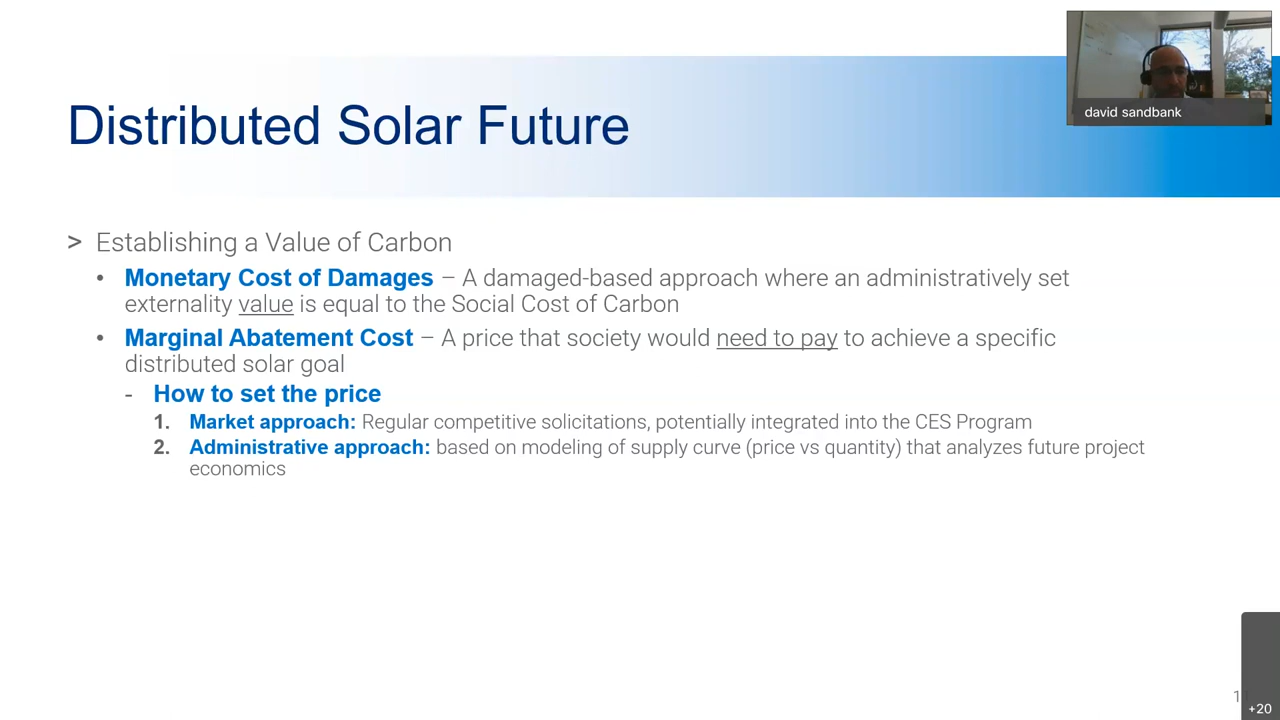 david sandbank
Distributed Solar Future
> Establishing a Value of Carbon
• Monetary Cost of Damages – A damaged-based approach where an administratively set
externality value is equal to the Social Cost of Carbon
• Marginal Abatement Cost – A price that society would need to pay to achieve a specific
distributed solar goal
- How to set the price
1. Market approach: Regular competitive solicitations, potentially integrated into the CES Program
2. Administrative approach: based on modeling of supply curve (price vs quantity) that analyzes future project
economics
+20